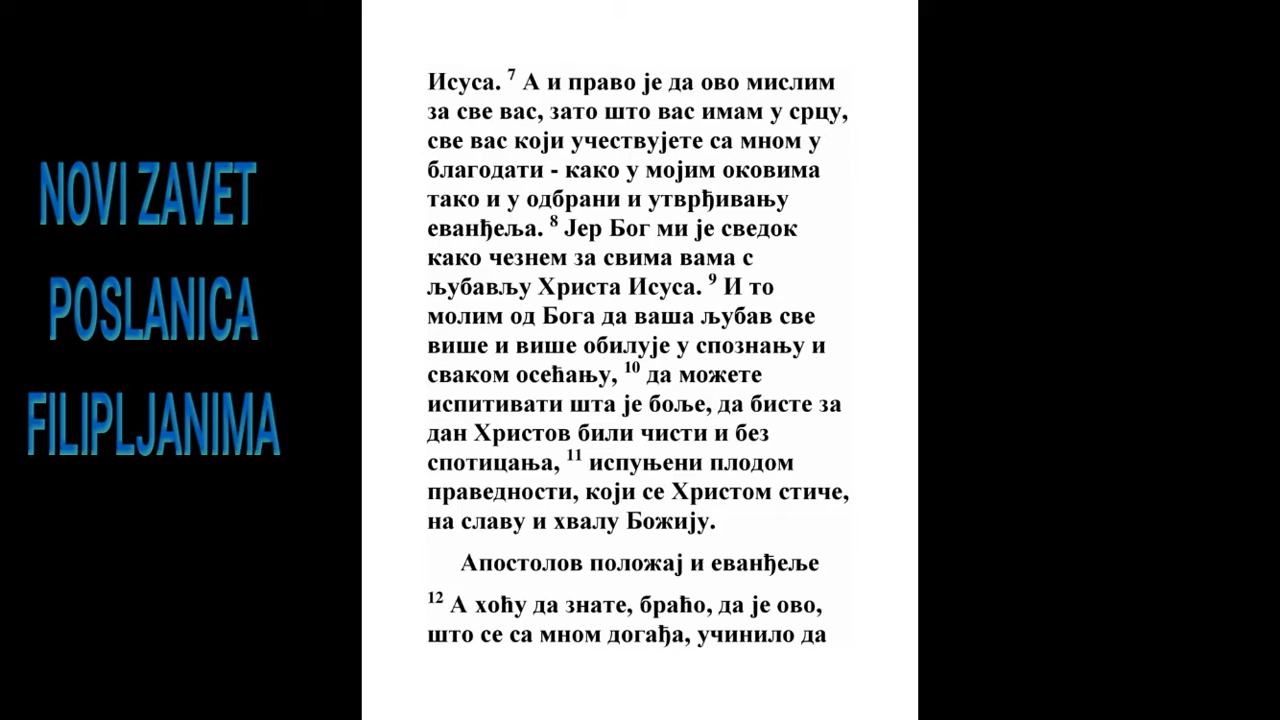 NOVI ZAVET
POSLANICA
FILIPLJANIMA
Исуса. 7 А и право је да ово мислим
за све вас, зато што вас имам у срцу,
све вас који учествујете са мном у
благодати - како у мојим оковима
тако и у одбрани и утврђивању
еванђеља. 8 Јер Бог ми је сведок
како чезнем за свима вама с
љубављу Христа Исуса. 9 И то
молим од Бога да ваша љубав све
више и више обилује у спознању и
сваком осећању, 10 да можете
испитивати шта је боље, да бисте за
дан Христов били чисти и без
спотицања, 11 испуњени плодом
праведности, који се Христом стиче,
на славу и хвалу Божију.
Апостолов положај и еванђеље
12 А хоћу да знате, браћо, да је ово,
што се са мном догађа, учинило да